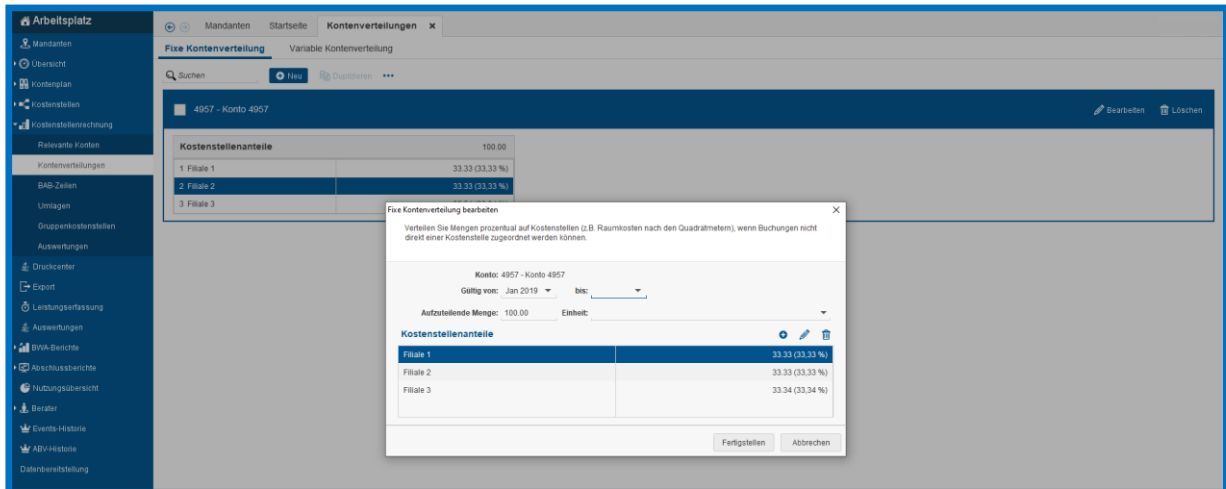 Arbeitsplatz
Mandanten
Übersicht
Kontenplan
Kostenstellen
Kostenstellenrechnung
Relevante Konten
Kontenverteilungen
BAB-Zeilen
Umlagen
Gruppenkostenstellen
Auswertungen
Druckcenter
Export
Leistungserfassung
Auswertungen
BWA-Berichte
Abschlussberichte
Nutzungsübersicht
Berater
Events-Historie
ABV-Historie
Datenbereitstellung
Mandanten Startseite Kontenverteilungen
Fixe Kontenverteilung Variable Kontenverteilung
Suchen Neu Duplizieren
4957 - Konto 4957 Bearbeiten Löschen
Kostenstellenanteile 100.00
1 Filiale 1 33.33 (33,33 %)
2 Filiale 2 33.33 (33,33 %)
3 Filiale 3
Fixe Kontenverteilung bearbeiten
Verteilen Sie Mengen prozentual auf Kostenstellen (z.B. Raumkosten nach den Quadratmetern), wenn Buchungen nicht
direkt einer Kostenstelle zugeordnet werden können.
Konto: 4957 - Konto 4957
Gültig von: Jan 2019 bis:
Aufzuteilende Menge: 100.00 Einheit:
Kostenstellenanteile
Filiale 1 33.33 (33,33 %)
Filiale 2 33.33 (33,33 %)
Filiale 3 33.34 (33,34 %)
Fertigstellen Abbrechen